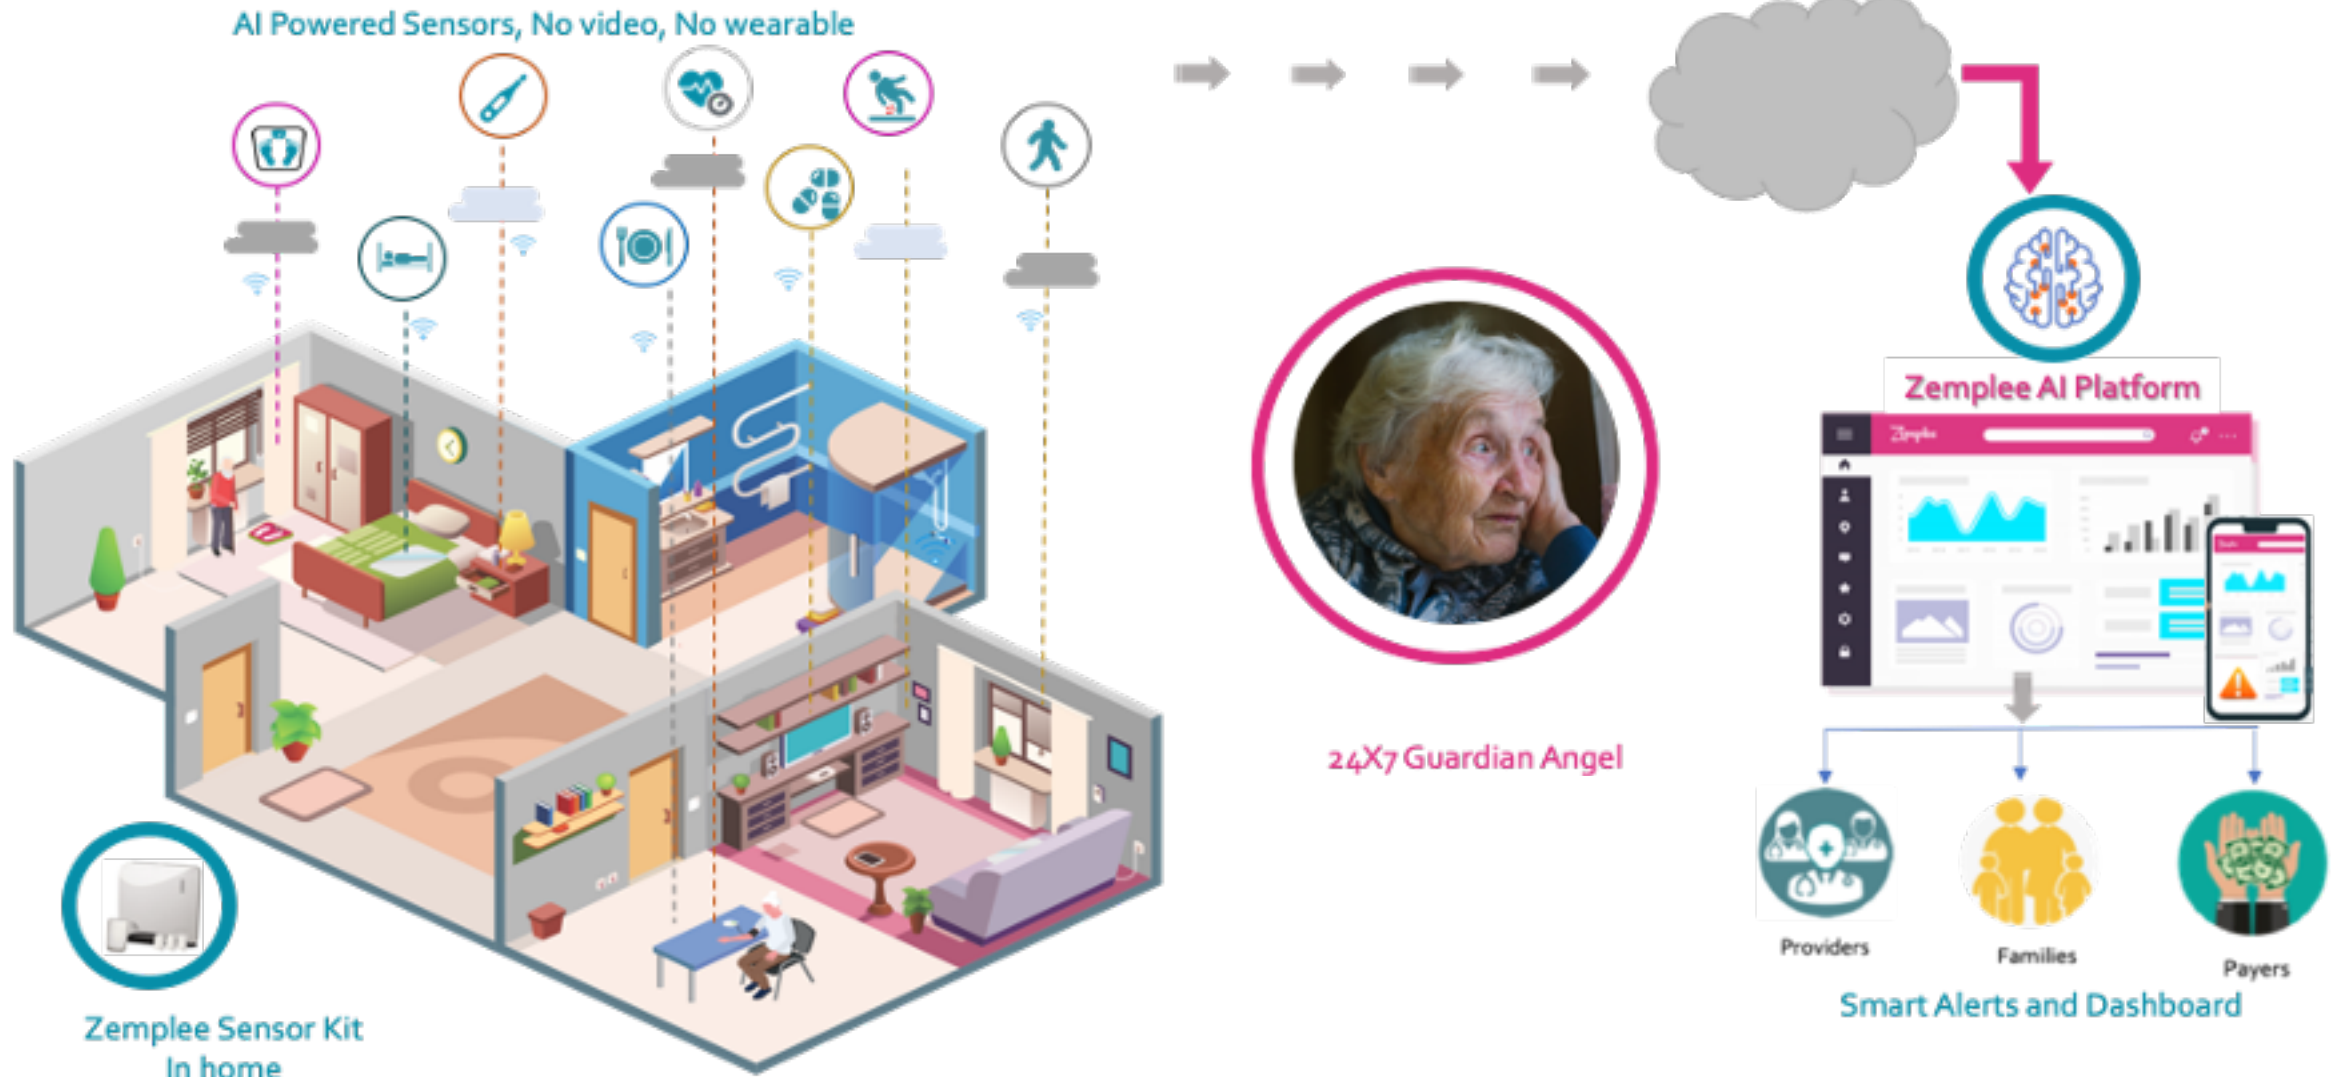 AI Powered Sensors, No video, No wearable
Zemplee AI Platform
Zemplee
24X7 Guardian Angel
Providers
Families
Payers
Smart Alerts and Dashboard
Zemplee Sensor Kit
In home